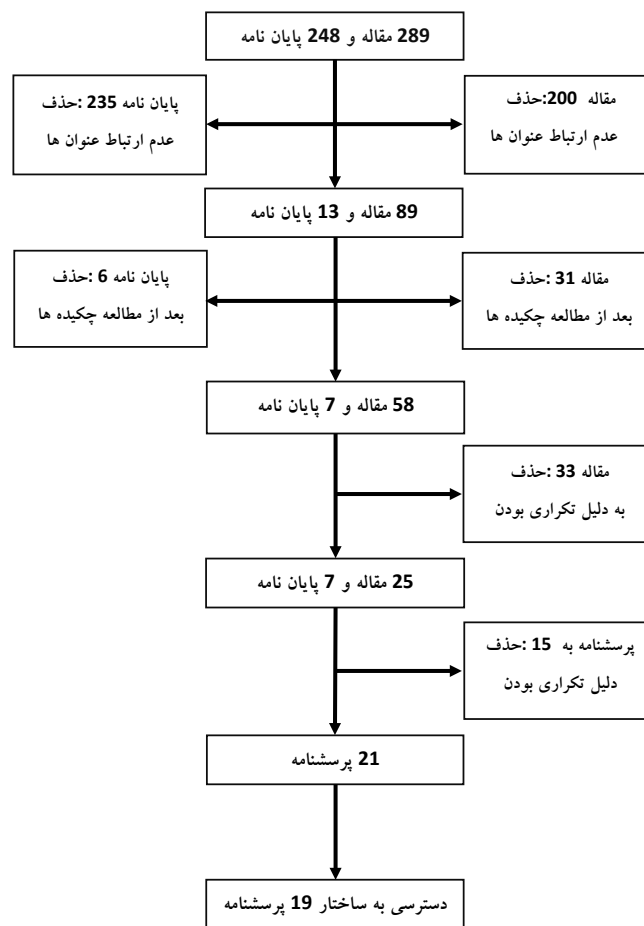 289 مقاله و 248 پایان نامه
مقاله 200:حذف
عدم ارتباط عنوان ها
پایان نامه 235 :حذف
عدم ارتباط عنوان ها
89 مقاله و 13 پایان نامه
مقاله 31 :حذف
بعد از مطالعه چکیده ها
پایان نامه 6 :حذف
بعد از مطالعه چکیده ها
58 مقاله و 7 پایان نامه
مقاله 33 :حذف
به دلیل تکراری بودن
25 مقاله و 7 پایان نامه
پرسشنامه به 15 :حذف
دلیل تکراری بودن
21 پرسشنامه
دسترسی به ساختار 19 پرسشنامه